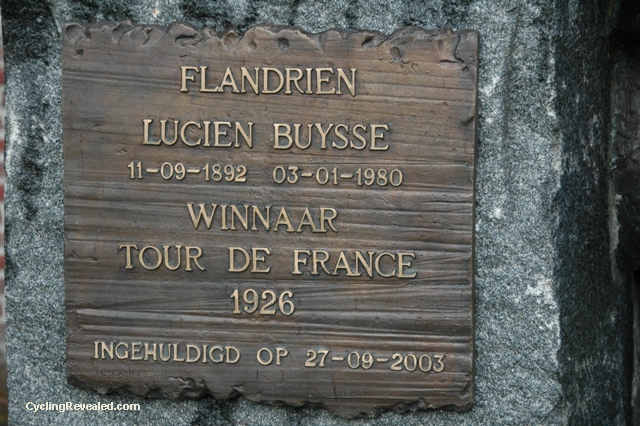 FLANDRIEN
LUCIEN BUYSSE
11-09-1892 03-01-1980
WINNAAR
TOUR DE FRANCE
1926
INGEHULDIGD OP 27-09-2003
CyclingRevealed.com